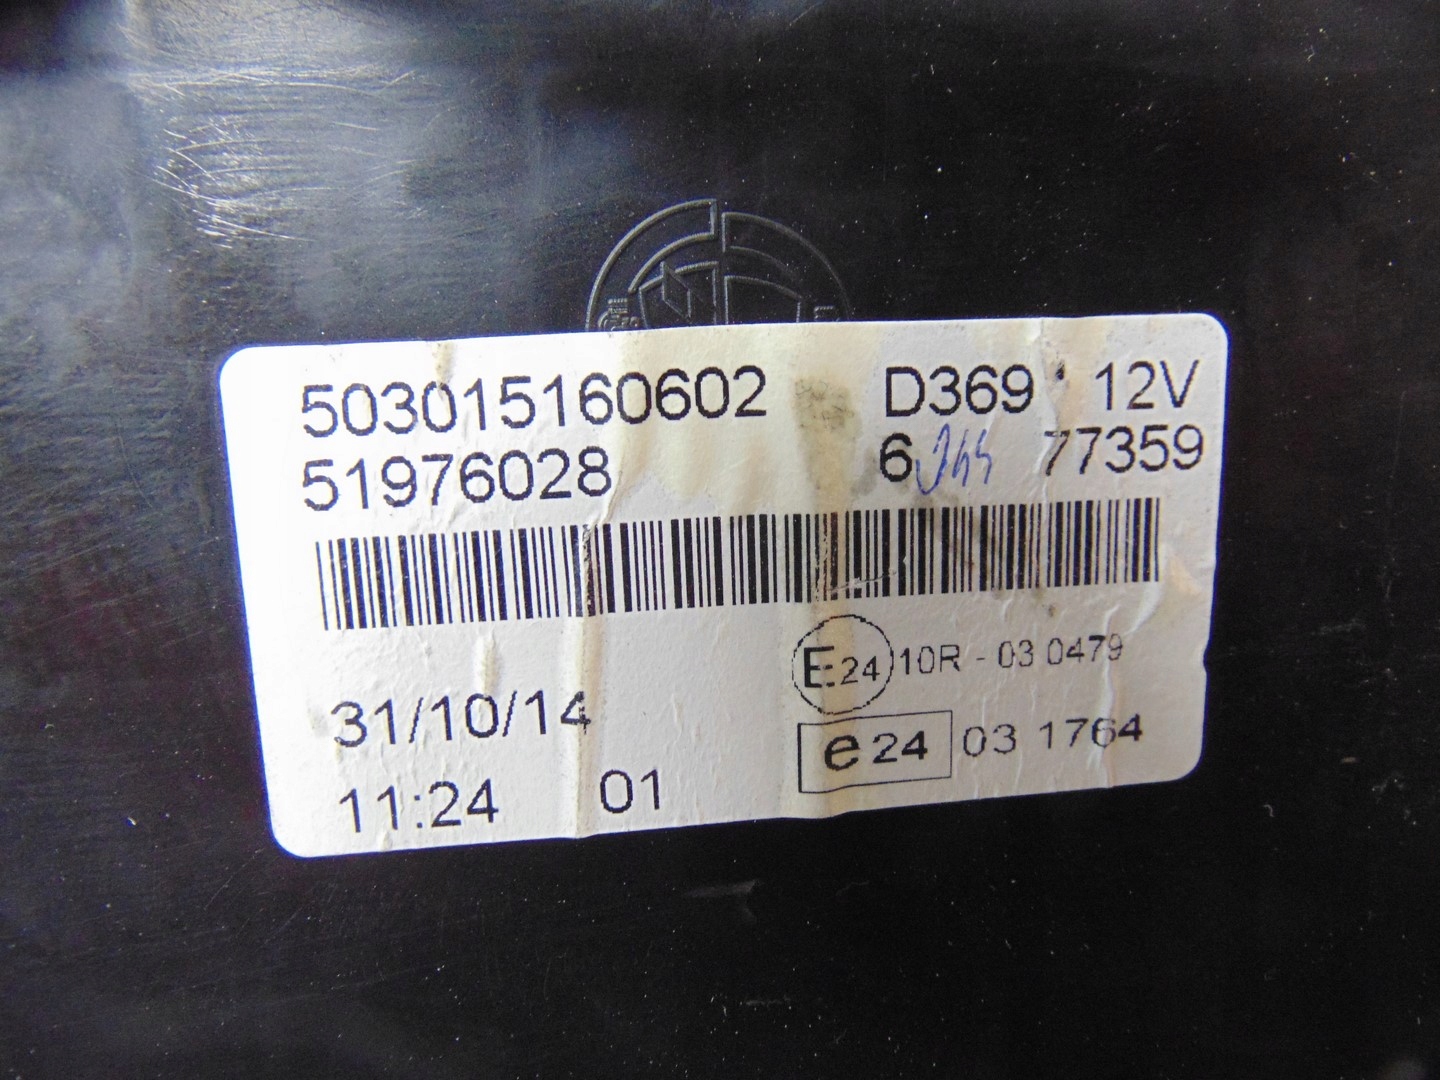 503015160602 D369 12V
51976028 6 77359
E24 10R - 03 0479
31/10/14 e24 03 1764
11:24 01